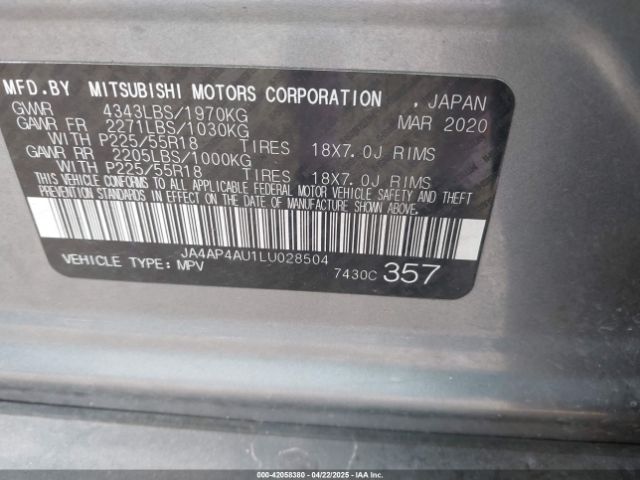 MFD.BY MITSUBISHI MOTORS CORPORATION , JAPAN
GVWR 4343LBS/1970KG MAR 2020
GAWR FR 2271LBS/1030KG
WITH P225/55R18 TIRES 18X7.0J RIMS
GAWR RR 2205LBS/1000KG
WITH P225/55R18 TIRES 18X7.0J RIMS
THIS VEHICLE CONFORMS TO ALL APPLICABLE FEDERAL MOTOR VEHICLE SAFETY AND THEFT
PREVENTION STANDARDS IN EFFECT ON THE DATE OF MANUFACTURE SHOWN ABOVE.
JA4AP4AU1LU028504
VEHICLE TYPE: MPV 7430C 357
000-42058380 - 04/22/2025 - IAAI.COM